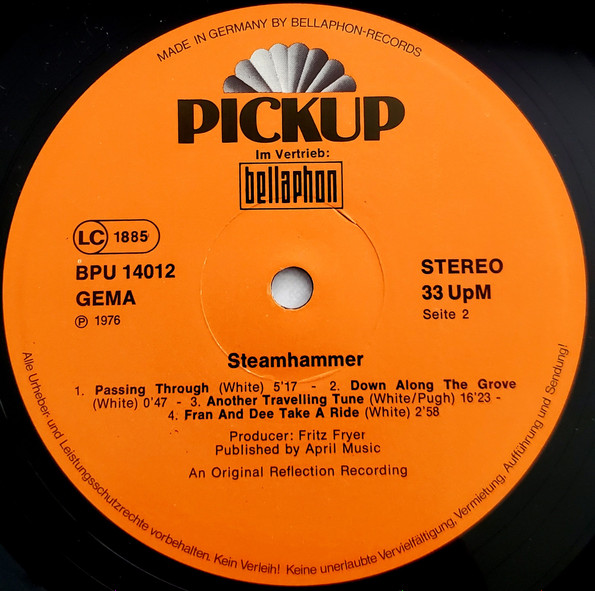 MADE IN GERMANY BY BELLAPHON-RECORDS
PICKUP
Im Vertrieb:
bellaphon
LC 1885
BPU 14012
GEMA
℗ 1976
STEREO
33 UpM
Seite 2
Steamhammer
1. Passing Through (White) 5'17 - 2. Down Along The Grove
(White) 0'47 - 3. Another Travelling Tune (White/Pugh) 16'23 -
4. Fran And Dee Take A Ride (White) 2'58
Producer: Fritz Fryer
Published by April Music
An Original Reflection Recording
Alle Urheber- und Leistungsschutzrechte vorbehalten. Kein Verleih! Keine unerlaubte Vervielfältigung, Vermietung, Aufführung und Sendung!